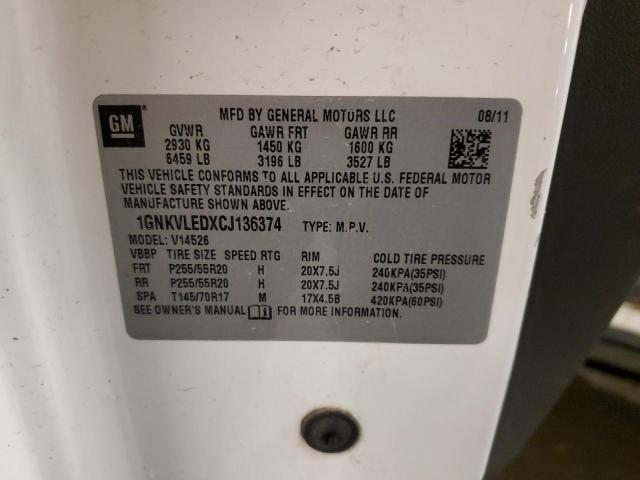 GM
MFD BY GENERAL MOTORS LLC 08/11
GVWR GAWR FRT GAWR RR
2930 KG 1450 KG 1600 KG
6459 LB 3196 LB 3527 LB
THIS VEHICLE CONFORMS TO ALL APPLICABLE U.S. FEDERAL MOTOR
VEHICLE SAFETY STANDARDS IN EFFECT ON THE DATE OF
MANUFACTURE SHOWN ABOVE.
1GNKVLEDXCJ136374 TYPE: M.P.V.
MODEL: V14526
VBBP TIRE SIZE SPEED RTG RIM COLD TIRE PRESSURE
FRT P255/55R20 H 20X7.5J 240KPA(35PSI)
RR P255/55R20 H 20X7.5J 240KPA(35PSI)
SPA T145/70R17 M 17X4.5B 420KPA(60PSI)
SEE OWNER'S MANUAL FOR MORE INFORMATION.